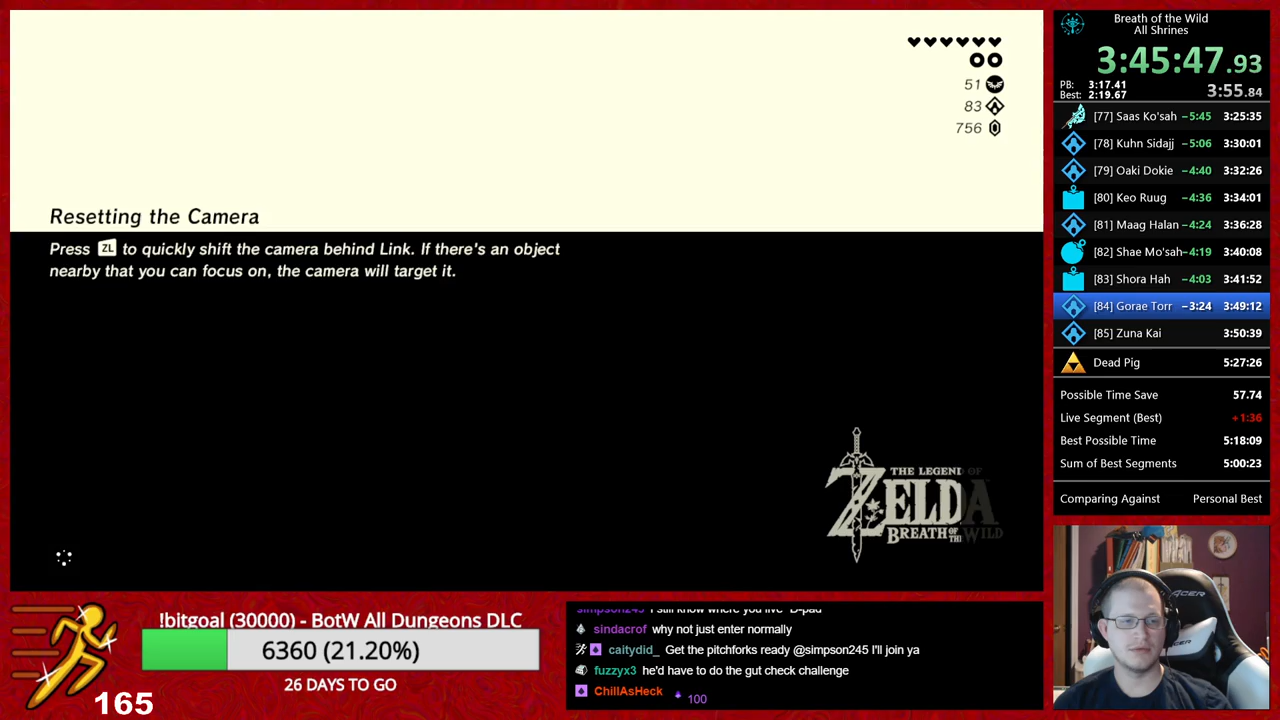 51
83
756
Resetting the Camera
Press ZL to quickly shift the camera behind Link. If there's an object
nearby that you can focus on, the camera will target it.
THE LEGEND OF
ZELDA
BREATH OF THE WILD
Breath of the Wild
All Shrines
3:45:47.93
PB: 3:17.41
Best: 2:19.67
3:55.84
[77] Saas Ko'sah -5:45 3:25:35
[78] Kuhn Sidajj -5:06 3:30:01
[79] Oaki Dokie -4:40 3:32:26
[80] Keo Ruug -4:36 3:34:01
[81] Maag Halan -4:24 3:36:28
[82] Shae Mo'sah -4:19 3:40:08
[83] Shora Hah -4:03 3:41:52
[84] Gorae Torr -3:24 3:49:12
[85] Zuna Kai 3:50:39
Dead Pig 5:27:26
Possible Time Save 57.74
Live Segment (Best) +1:36
Best Possible Time 5:18:09
Sum of Best Segments 5:00:23
Comparing Against Personal Best
ACER
ACER
165
!bitgoal (30000) - BotW All Dungeons DLC
6360 (21.20%)
26 DAYS TO GO
simpson245 I still know where you live "D-pad
sindacrof why not just enter normally
caitydid_ Get the pitchforks ready @simpson245 I'll join ya
fuzzyx3 he'd have to do the gut check challenge
ChillAsHeck 100